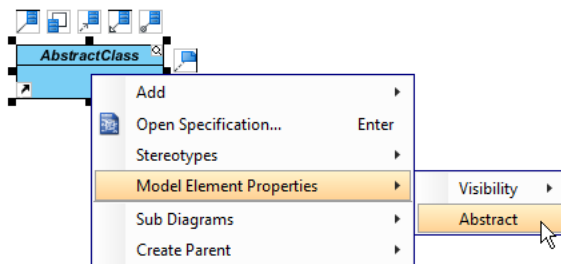 AbstractClass
Add
Open Specification... Enter
Stereotypes
Model Element Properties
Visibility
Sub Diagrams
Abstract
Create Parent